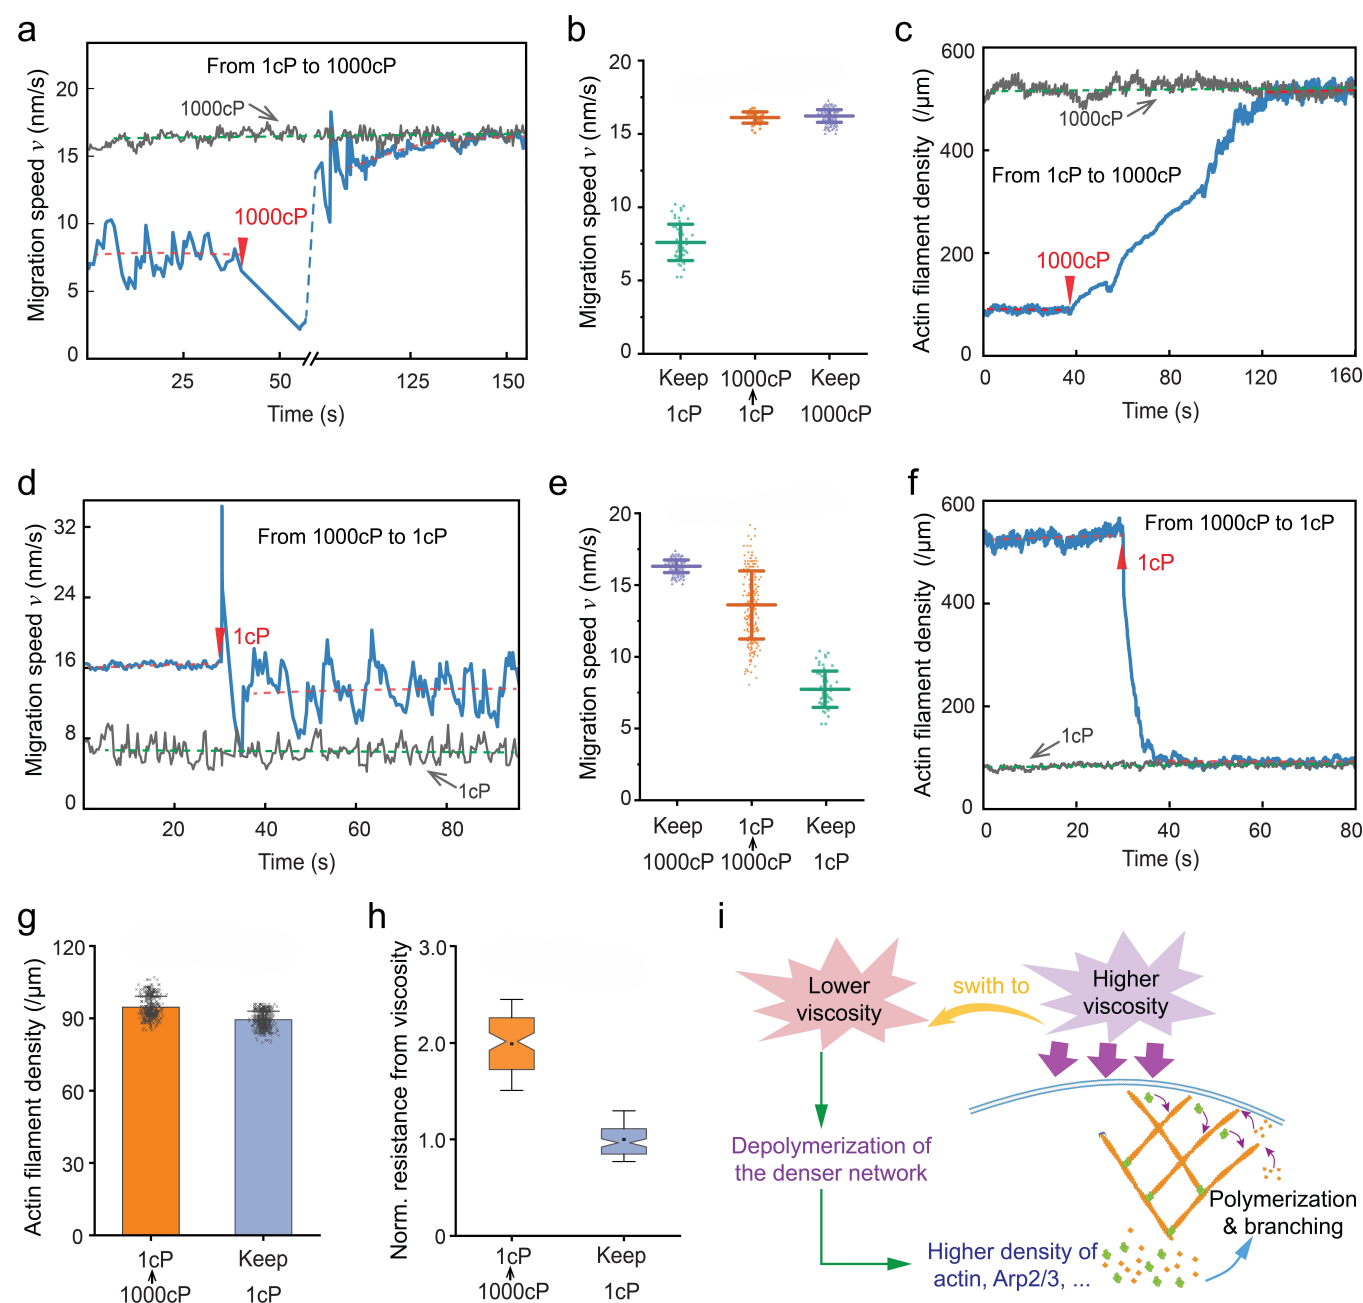 a
From 1cP to 1000cP
1000cP
1000cP
Migration speed v (nm/s)
20
15
10
5
0
25
50
125
150
Time (s)
b
Migration speed v (nm/s)
20
15
10
5
0
Keep
1cP
1000cP
1cP
Keep
1000cP
c
Actin filament density (/μm)
600
400
200
0
1000cP
From 1cP to 1000cP
1000cP
0
40
80
120
160
Time (s)
d
Migration speed v (nm/s)
32
24
16
8
0
From 1000cP to 1cP
1cP
1cP
20
40
60
80
Time (s)
e
Migration speed v (nm/s)
20
15
10
5
0
Keep
1000cP
1cP
1000cP
Keep
1cP
f
Actin filament density (/μm)
600
400
200
0
From 1000cP to 1cP
1cP
1cP
0
20
40
60
80
Time (s)
g
Actin filament density (/μm)
120
90
60
30
0
1cP
1000cP
Keep
1cP
h
Norm. resistance from viscosity
3.0
2.0
1.0
0
1cP
1000cP
Keep
1cP
i
Lower
viscosity
swith to
Higher
viscosity
Depolymerization of
the denser network
Higher density of
actin, Arp2/3, ...
Polymerization
& branching